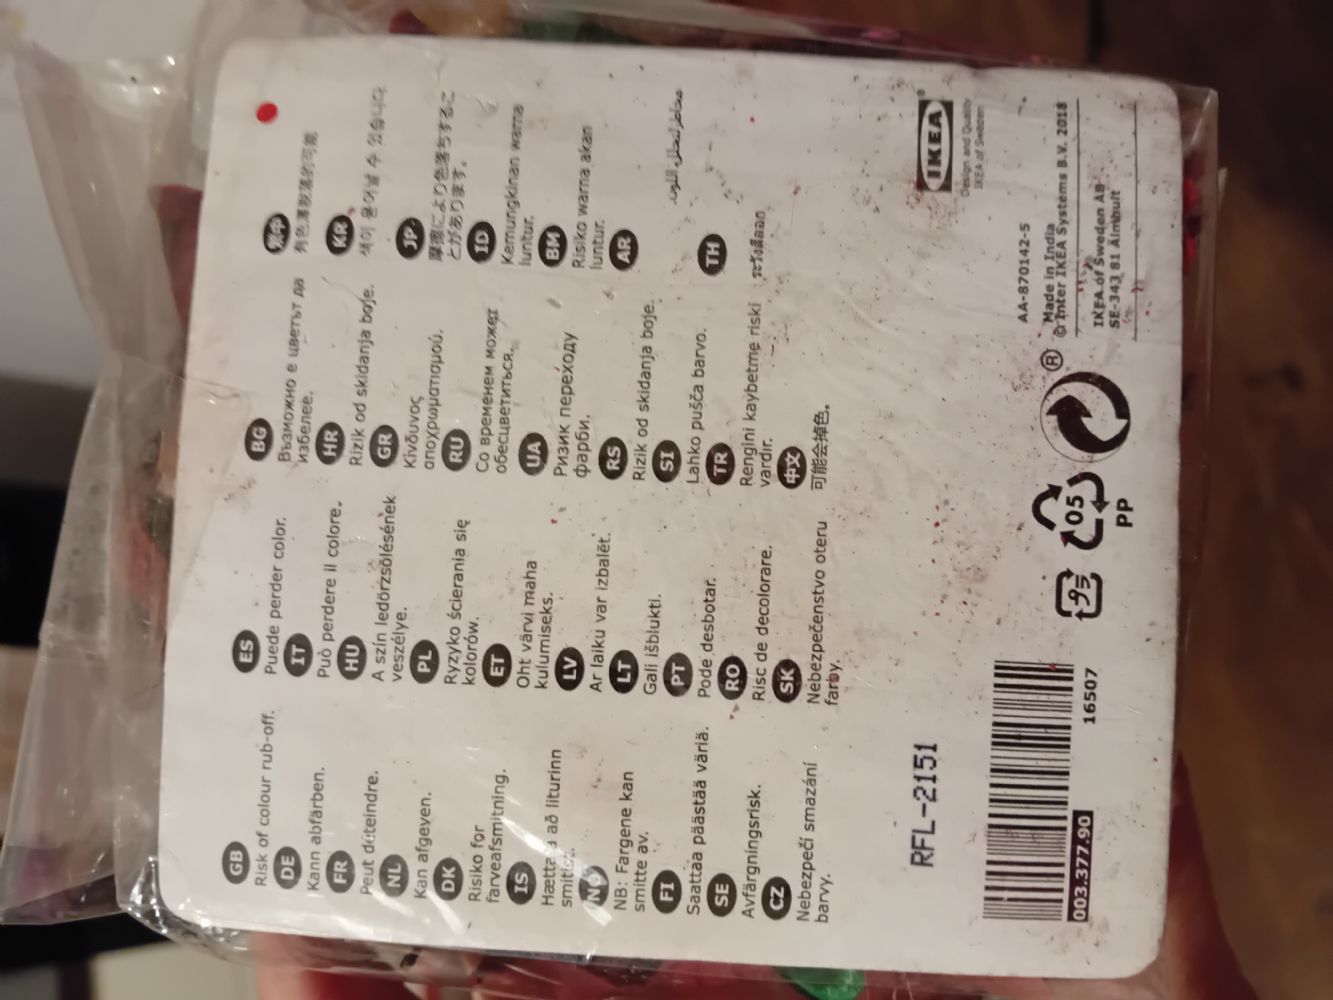 GB
Risk of colour rub-off.
DE
Kann abfärben.
FR
Peut déteindre.
NL
Kan afgeven.
DK
Risiko for
farveafsmitning.
IS
Hætta á að liturinn
NO
NB: Fargene kan
smitte av.
FI
Saattaa päästää väriä.
SE
Avfärgningsrisk.
CZ
Nebezpečí smazání
barvy.
ES
Puede perder color.
IT
Può perdere il colore.
HU
A szín ledörzsölésének
veszélye.
PL
Ryzyko ścierania się
kolorów.
ET
Oht värvi maha
kulumiseks.
LV
Ar laiku var izbalēt.
LT
Gali išblukti.
PT
Pode desbotar.
RO
Risc de decolorare.
SK
Nebezpečenstvo oteru
farby.
BG
Възможно е цветът да
избелее.
HR
Rizik od skidanja boje.
GR
Κίνδυνος
αποχρωματισμού.
RU
Со временем может
обесцветиться.
UA
Ризик переходу
фарби.
RS
Rizik od skidanja boje.
SI
Lahko pušča barvo.
TR
Rengini kaybetme riski
vardır.
中文
可能会掉色。
繁中
KR
색이 묻어날 수 있습니다.
JP
摩擦により色落ちするこ
とがあります。
ID
Kemungkinan warna
luntur.
BM
Risiko warna akan
luntur.
AR
TH
ระวังสีตก
RFL-2151
003.377.90
16507
95
05
PP
®
IKEA®
Design and Quality
IKEA of Sweden
AA-870142-5
Made in India
© Inter IKEA Systems B.V. 2018
IKEA of Sweden AB
SE-343 81 Älmhult